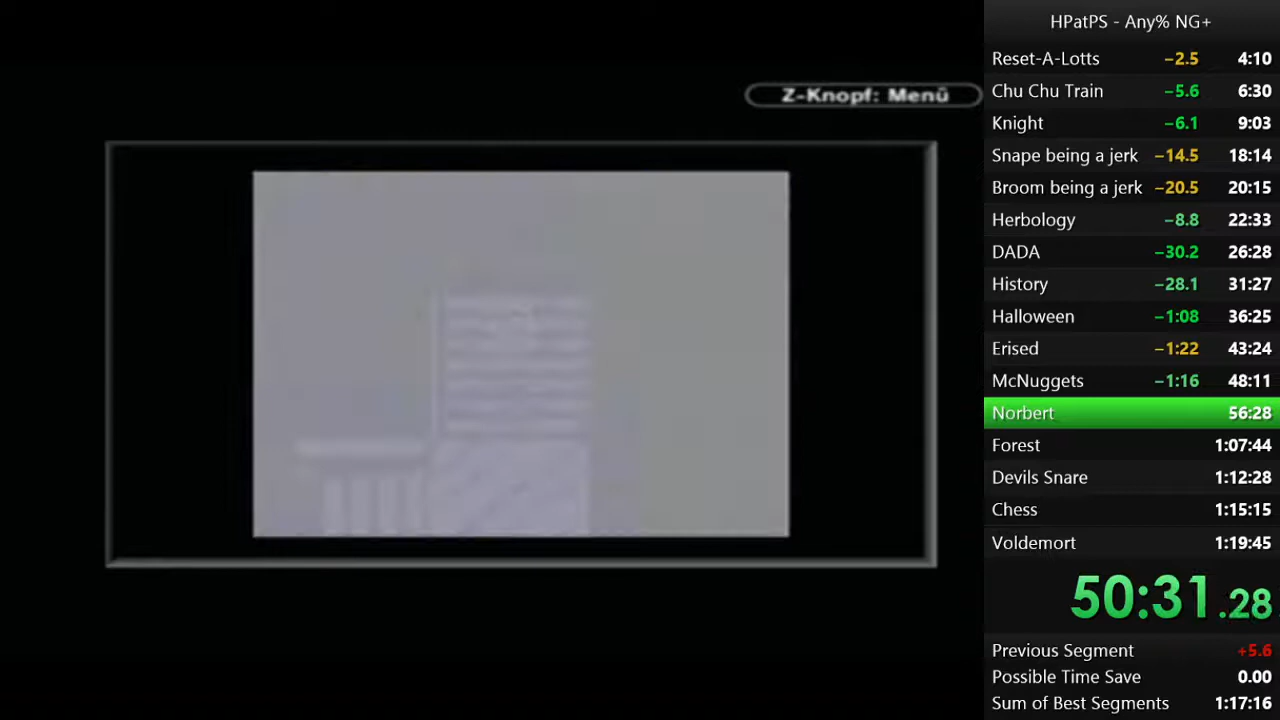 Z-Knopf: Menü
HPatPS - Any% NG+
Reset-A-Lotts −2.5 4:10
Chu Chu Train −5.6 6:30
Knight −6.1 9:03
Snape being a jerk −14.5 18:14
Broom being a jerk −20.5 20:15
Herbology −8.8 22:33
DADA −30.2 26:28
History −28.1 31:27
Halloween −1:08 36:25
Erised −1:22 43:24
McNuggets −1:16 48:11
Norbert 56:28
Forest 1:07:44
Devils Snare 1:12:28
Chess 1:15:15
Voldemort 1:19:45
50:31.28
Previous Segment +5.6
Possible Time Save 0.00
Sum of Best Segments 1:17:16